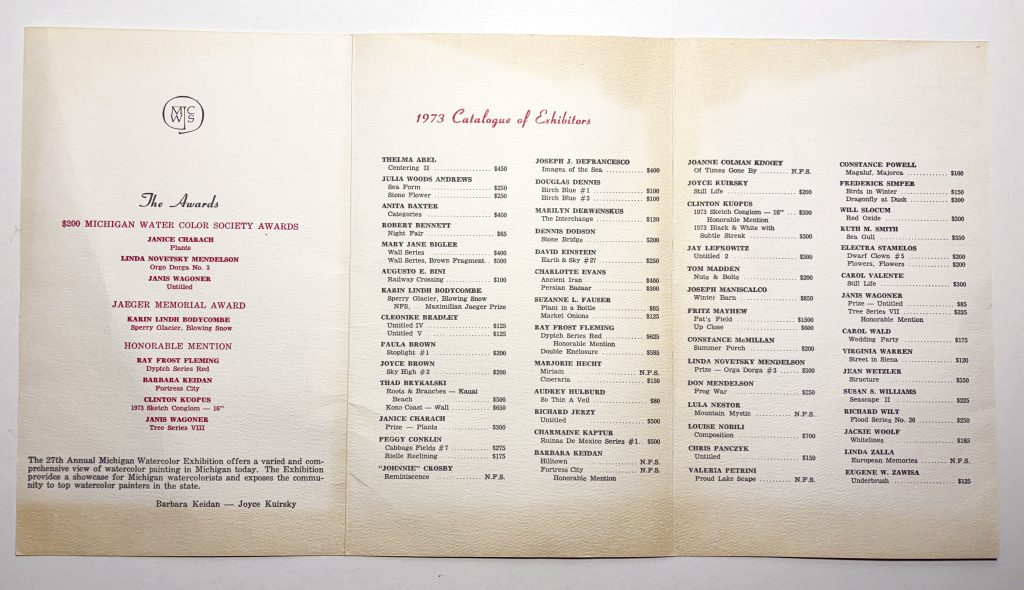 MCWS
The Awards
$200 MICHIGAN WATER COLOR SOCIETY AWARDS
JANICE CHARACH
Plants
LINDA NOVETSKY MENDELSON
Orgo Dorga No. 3
JANIS WAGONER
Untitled
JAEGER MEMORIAL AWARD
KARIN LINDH BODYCOMBE
Sperry Glacier, Blowing Snow
HONORABLE MENTION
RAY FROST FLEMING
Dyptch Series Red
BARBARA KEIDAN
Fortress City
CLINTON KUOPUS
1973 Sketch Conglom — 16"
JANIS WAGONER
Tree Series VIII
The 27th Annual Michigan Watercolor Exhibition offers a varied and com-
prehensive view of watercolor painting in Michigan today. The Exhibition
provides a showcase for Michigan watercolorists and exposes the commu-
nity to top watercolor painters in the state.
Barbara Keidan — Joyce Kuirsky
1973 Catalogue of Exhibitors
THELMA ABEL
Centering II ................ $450
JULIA WOODS ANDREWS
Sea Form .................. $250
Stone Flower ............... $250
ANITA BAXTER
Categories ................. $400
ROBERT BENNETT
Night Fair .................. $65
MARY JANE BIGLER
Wall Series ................. $400
Wall Series, Brown Fragment . $500
AUGUSTO E. BINI
Railway Crossing ............ $100
KARIN LINDH BODYCOMBE
Sperry Glacier, Blowing Snow
NFS, Maximilian Jaeger Prize
CLEONIKE BRADLEY
Untitled IV ................. $125
Untitled V .................. $125
PAULA BROWN
Stoplight #1 ................ $200
JOYCE BROWN
Sky High #2 ................ $200
THAD BRYKALSKI
Roots & Branches — Kauai
Beach ................... $500
Kono Coast — Wall .......... $650
JANICE CHARACH
Prize — Plants .............. $300
PEGGY CONKLIN
Cabbage Fields #7 .......... $275
Rielle Reclining ............. $175
"JOHNNIE" CROSBY
Reminiscence ............. N.F.S.
JOSEPH J. DEFRANCESCO
Images of the Sea ........... $400
DOUGLAS DENNIS
Birch Blue #1 ............... $100
Birch Blue #3 ............... $100
MARILYN DERWENSKUS
The Interchange ............. $130
DENNIS DODSON
Stone Bridge ................ $200
DAVID EINSTEIN
Earth & Sky #27 ............ $250
CHARLOTTE EVANS
Ancient Iran ................ $400
Persian Bazaar .............. $300
SUZANNE L. FAUSER
Plant in a Bottle ............. $85
Market Onions .............. $125
RAY FROST FLEMING
Dyptch Series Red ........... $625
Honorable Mention
Double Enclosure ............ $585
MARJORIE HECHT
Miriam ................... N.F.S.
Cineraria ................... $150
AUDREY HULBURD
So Thin A Veil ............... $80
RICHARD JERZY
Untitled .................... $500
CHARMAINE KAPTUR
Ruinas De Mexico Series #1 .. $500
BARBARA KEIDAN
Hilltown .................. N.F.S.
Fortress City .............. N.F.S.
Honorable Mention
JOANNE COLMAN KINNEY
Of Times Gone By ........ N.F.S.
JOYCE KUIRSKY
Still Life ................... $200
CLINTON KUOPUS
1973 Sketch Conglom — 16" ... $300
Honorable Mention
1973 Black & White with
Subtle Streak ............. $300
JAY LEFKOWITZ
Untitled 2 .................. $300
TOM MADDEN
Nuts & Bolts ................ $200
JOSEPH MANISCALCO
Winter Barn ................ $850
FRITZ MAYHEW
Pat's Field ................. $1500
Up Close ................... $600
CONSTANCE McMILLAN
Summer Porch .............. $200
LINDA NOVETSKY MENDELSON
Prize — Orga Dorga #3 ...... $300
DON MENDELSON
Frog War .................. $250
LULA NESTOR
Mountain Mystic .......... N.F.S.
LOUISE NOBILI
Composition ................ $700
CHRIS PANCZYK
Untitled .................... $150
VALERIA PETRINI
Proud Lake Scape ......... N.F.S.
CONSTANCE POWELL
Magaluf, Majorca ............ $100
FREDERICK SIMPER
Birds in Winter .............. $150
Dragonfly at Dusk ........... $300
WILL SLOCUM
Red Oxide .................. $300
RUTH M. SMITH
Sea Gull .................... $350
ELECTRA STAMELOS
Dwarf Clown #5 ............ $200
Flowers, Flowers ............ $200
CAROL VALENTE
Still Life .................... $300
JANIS WAGONER
Prize — Untitled ............. $85
Tree Series VII .............. $235
Honorable Mention
CAROL WALD
Wedding Party .............. $175
VIRGINIA WARREN
Street in Siena .............. $120
JEAN WETZLER
Structure ................... $150
SUSAN S. WILLIAMS
Seascape II ................. $225
RICHARD WILT
Flood Series No. 26 .......... $250
JACKIE WOOLF
Whitelines .................. $185
LINDA ZALLA
European Memories ....... N.F.S.
EUGENE W. ZAWISA
Underbrush ................. $125